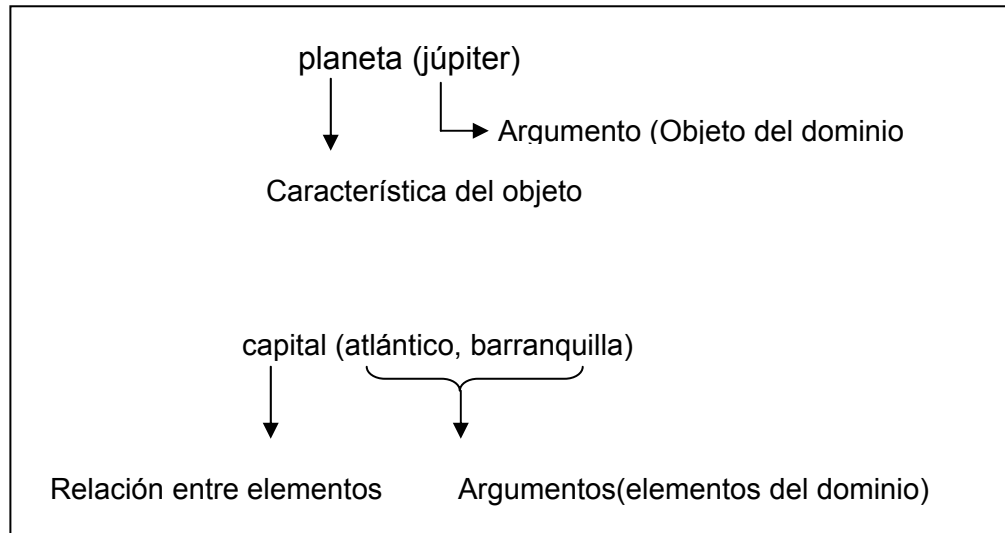 planeta (júpiter)
Argumento (Objeto del dominio
Característica del objeto
capital (atlántico, barranquilla)
Relación entre elementos Argumentos(elementos del dominio)